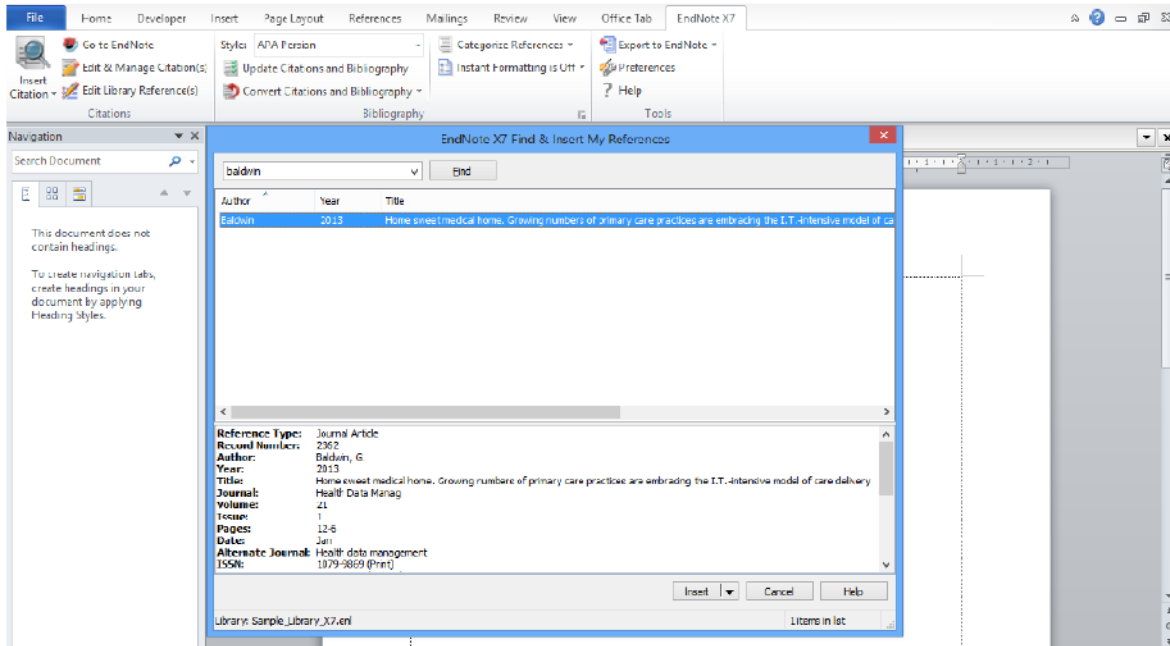 File Home Developer Insert Page Layout References Mailings Review View Office Tab EndNote X7
Go to EndNote Style: APA Persian Categorize References Export to EndNote
Edit & Manage Citation(s) Update Citations and Bibliography Instant Formatting is Off Preferences
Insert Citation Edit Library Reference(s) Convert Citations and Bibliography Help
Citations Bibliography Tools
Navigation
EndNote X7 Find & Insert My References
Search Document
baldwin Find
Author Year Title
Baldwin 2013 Home sweet medical home. Growing numbers of primary care practices are embracing the I.T.-intensive model of ca
This document does not
contain headings.
To create navigation tabs,
create headings in your
document by applying
Heading Styles.
Reference Type: Journal Article
Record Number: 2362
Author: Baldwin, G.
Year: 2013
Title: Home sweet medical home. Growing numbers of primary care practices are embracing the I.T.-intensive model of care delivery
Journal: Health Data Manag
Volume: 21
Issue: 1
Pages: 12-6
Date: Jan
Alternate Journal: Health data management
ISSN: 1079-9869 (Print)
Insert Cancel Help
Library: Sample_Library_X7.enl 1 items in list